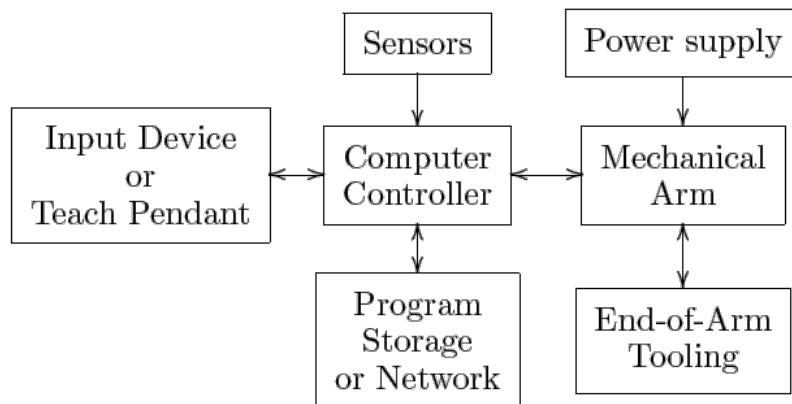 Sensors
Power supply
Input Device
or
Teach Pendant
Computer
Controller
Mechanical
Arm
Program
Storage
or Network
End-of-Arm
Tooling